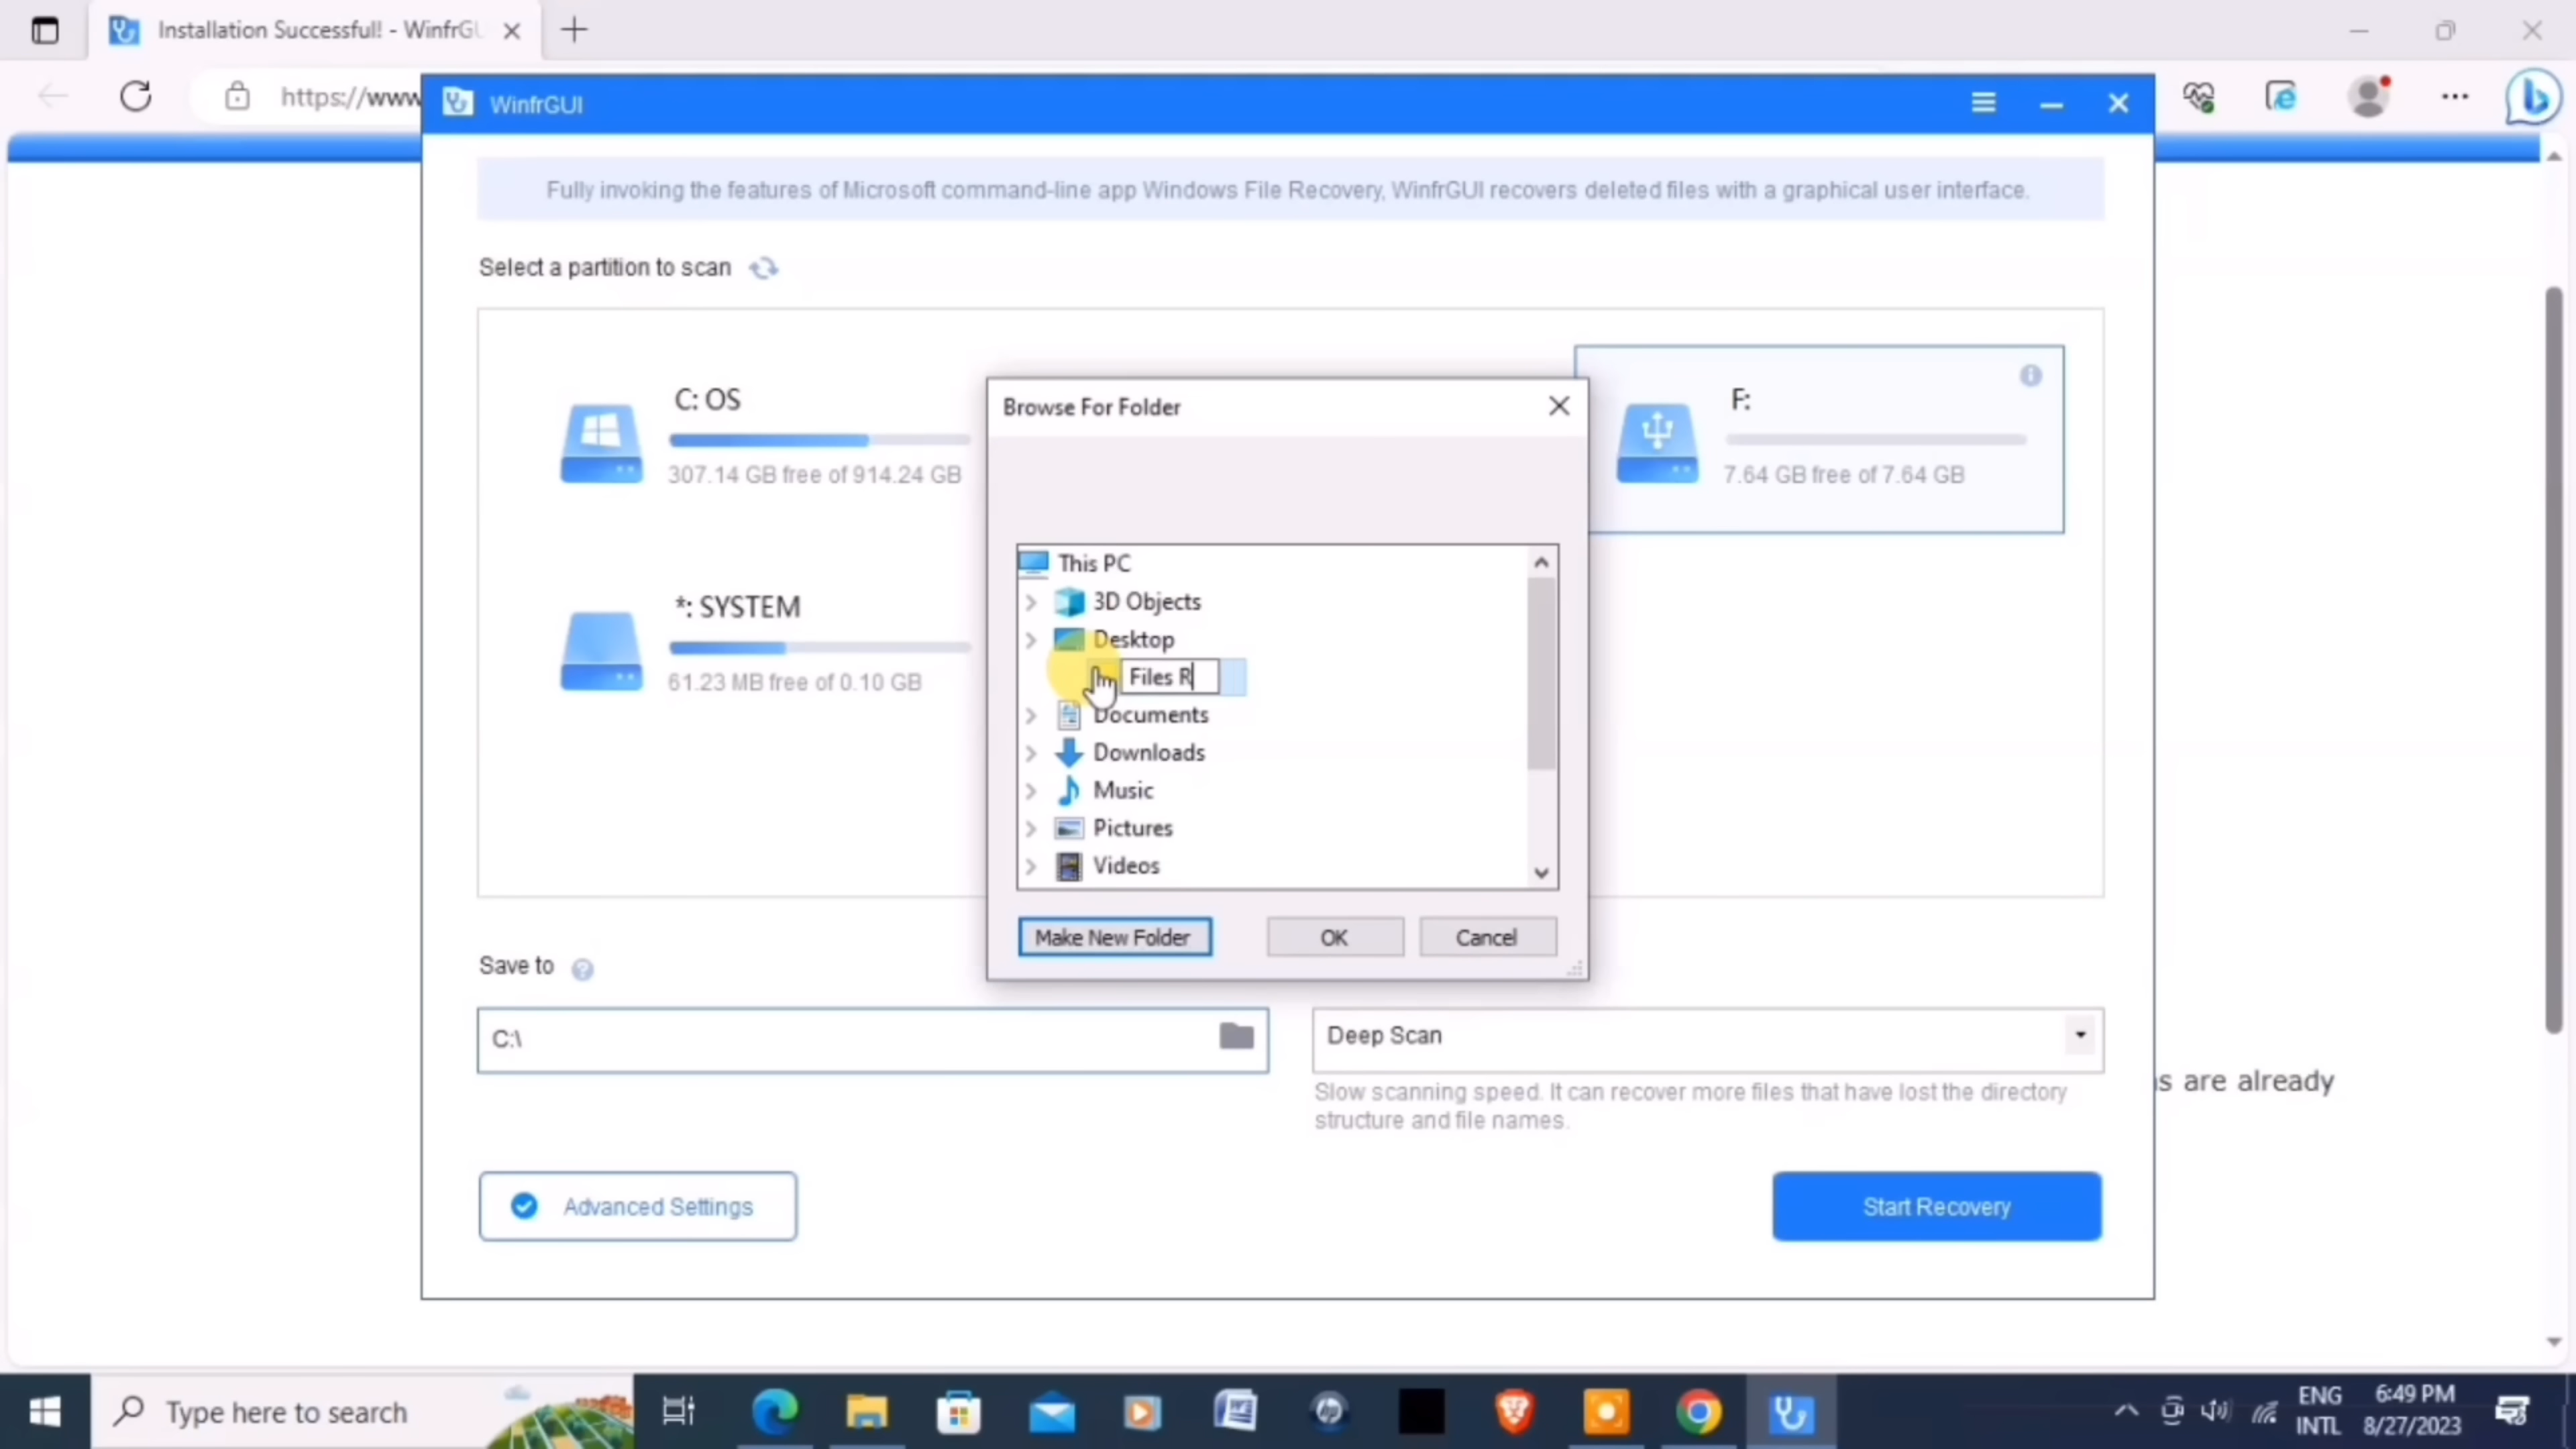 Installation Successful! - WinfrGU
https://www
WinfrGUI
Fully invoking the features of Microsoft command-line app Windows File Recovery, WinfrGUI recovers deleted files with a graphical user interface.
Select a partition to scan
C: OS
307.14 GB free of 914.24 GB
F:
7.64 GB free of 7.64 GB
*: SYSTEM
61.23 MB free of 0.10 GB
Browse For Folder
This PC
3D Objects
Desktop
Files R
Documents
Downloads
Music
Pictures
Videos
Make New Folder
OK
Cancel
Save to
C:\
Deep Scan
Slow scanning speed. It can recover more files that have lost the directory
structure and file names.
s are already
Advanced Settings
Start Recovery
Type here to search
ENG
INTL
6:49 PM
8/27/2023